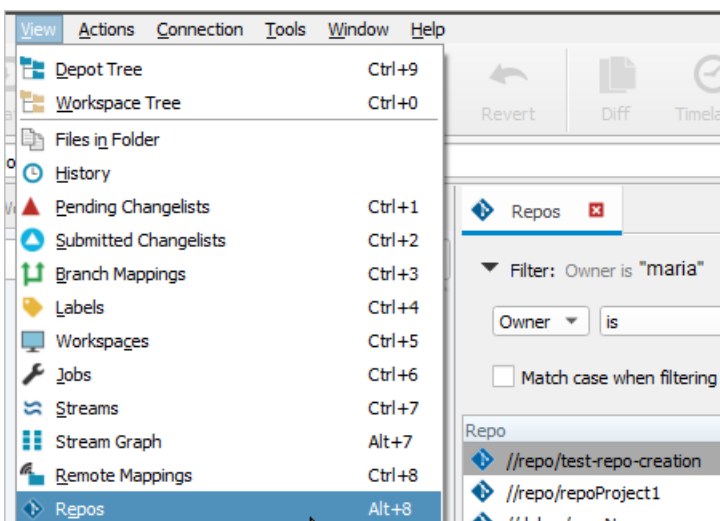 View Actions Connection Tools Window Help
Depot Tree Ctrl+9
Workspace Tree Ctrl+0
Files in Folder
History
Pending Changelists Ctrl+1
Submitted Changelists Ctrl+2
Branch Mappings Ctrl+3
Labels Ctrl+4
Workspaces Ctrl+5
Jobs Ctrl+6
Streams Ctrl+7
Stream Graph Alt+7
Remote Mappings Ctrl+8
Repos Alt+8
Revert Diff
Repos
Filter: Owner is "maria"
Owner is
Match case when filtering
Repo
//repo/test-repo-creation
//repo/repoProject1